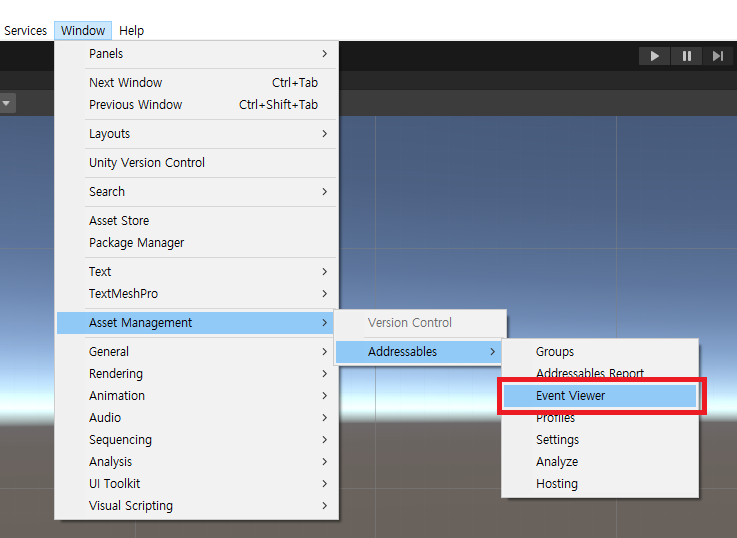 Services Window Help
Panels
Next Window Ctrl+Tab
Previous Window Ctrl+Shift+Tab
Layouts
Unity Version Control
Search
Asset Store
Package Manager
Text
TextMeshPro
Asset Management
General
Rendering
Animation
Audio
Sequencing
Analysis
UI Toolkit
Visual Scripting
Version Control
Addressables
Groups
Addressables Report
Event Viewer
Profiles
Settings
Analyze
Hosting